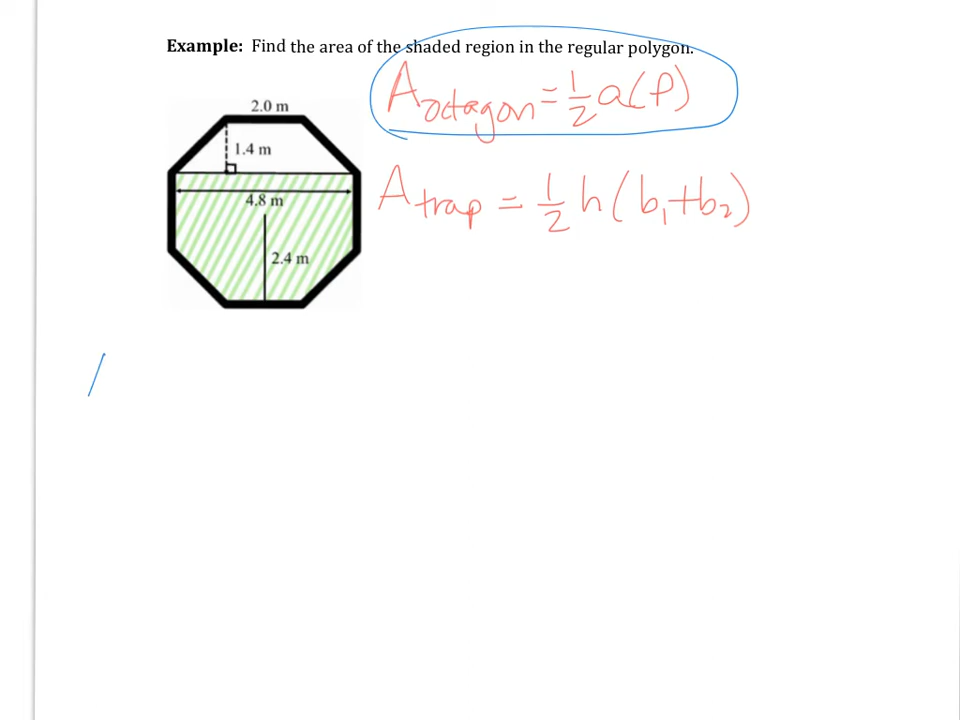 Example: Find the area of the shaded region in the regular polygon.
A octagon = 1/2 a(P)
2.0 m
1.4 m
A trap = 1/2 h(b₁+b₂)
4.8 m
2.4 m